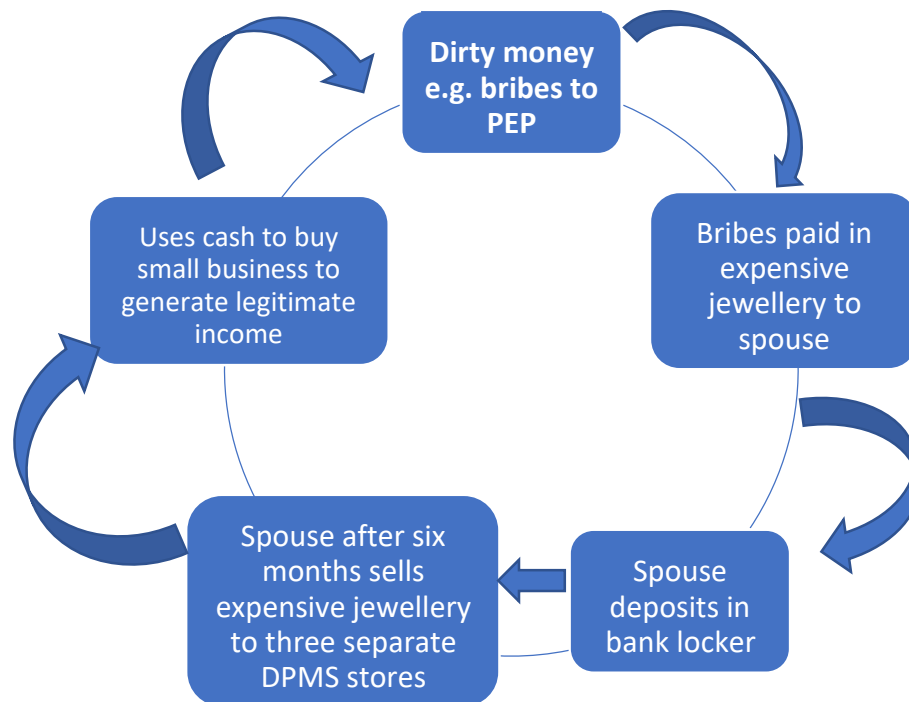 Dirty money
e.g. bribes to
PEP
Bribes paid in
expensive
jewellery to
spouse
Spouse
deposits in
bank locker
Spouse after six
months sells
expensive jewellery
to three separate
DPMS stores
Uses cash to buy
small business to
generate legitimate
income